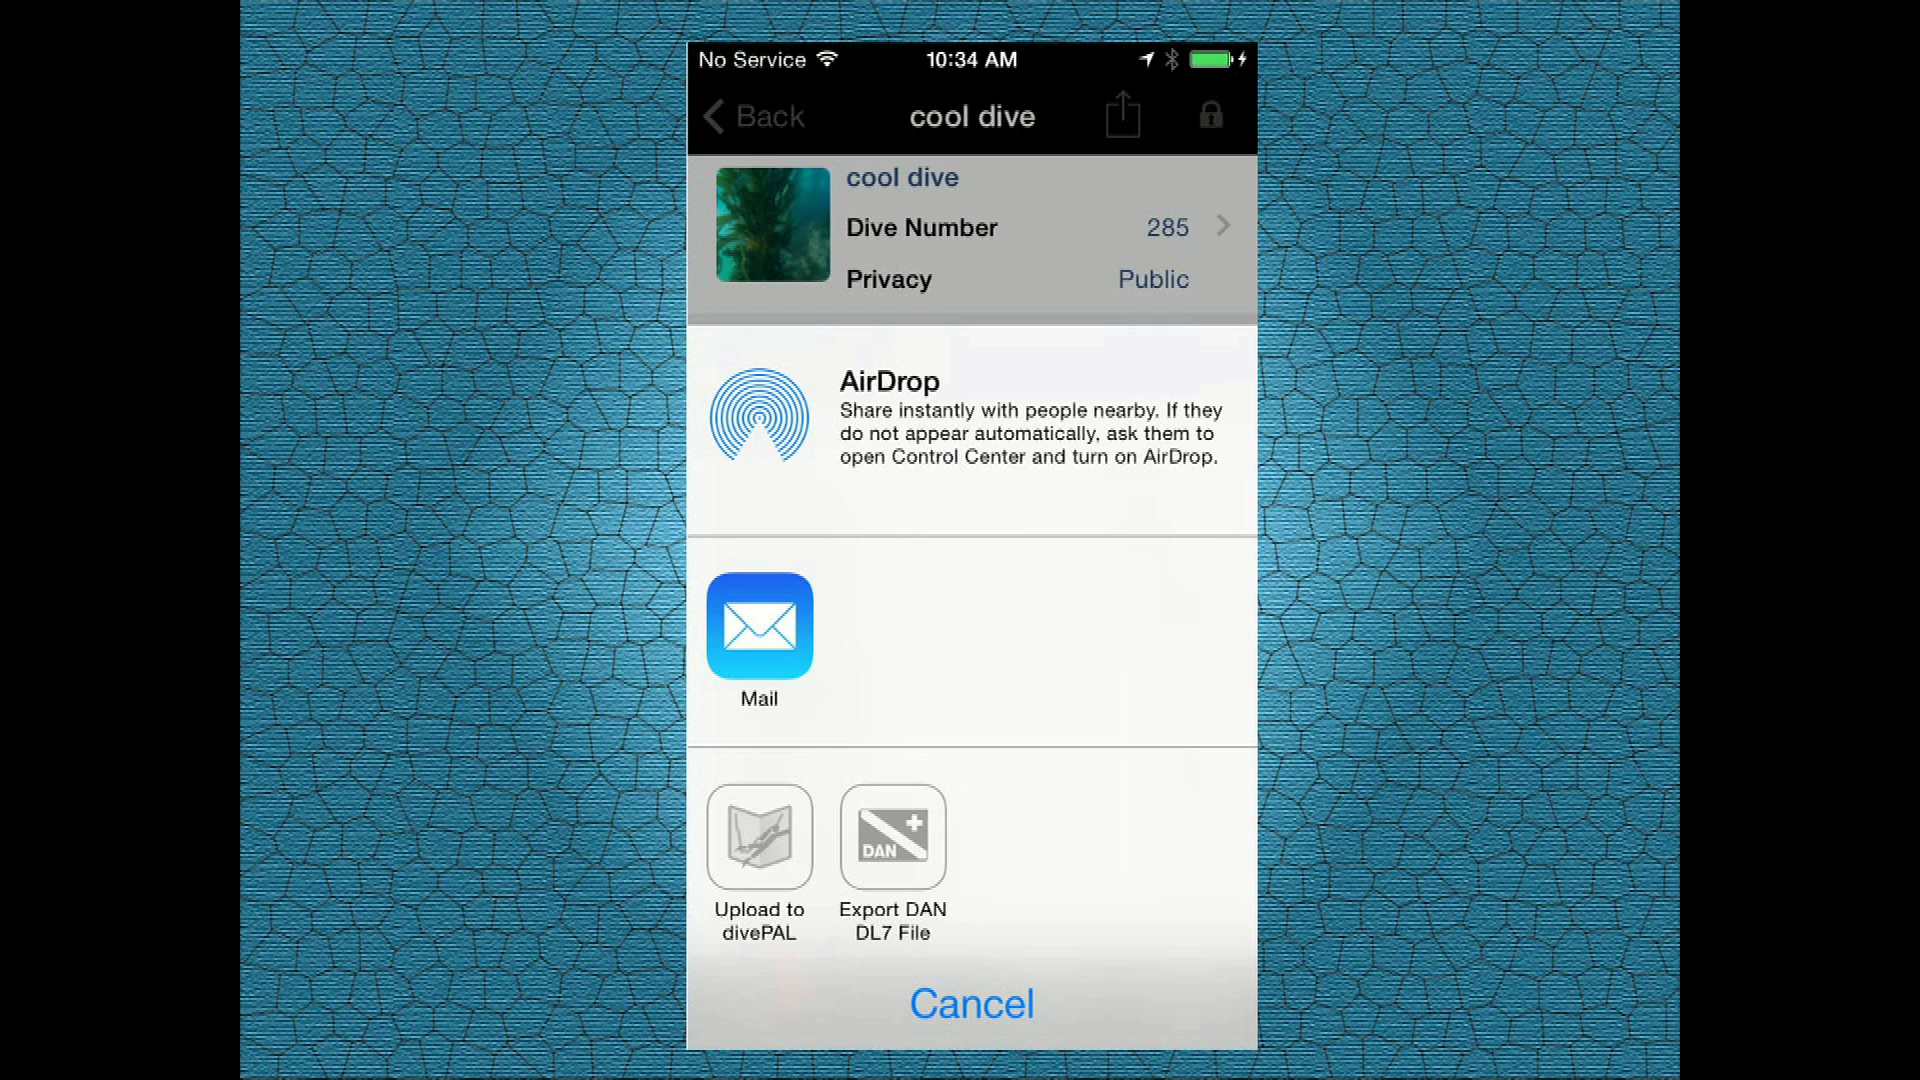 No Service 10:34 AM
Back cool dive
cool dive
Dive Number 285
Privacy Public
AirDrop
Share instantly with people nearby. If they
do not appear automatically, ask them to
open Control Center and turn on AirDrop.
Mail
DAN
Upload to
divePAL
Export DAN
DL7 File
Cancel